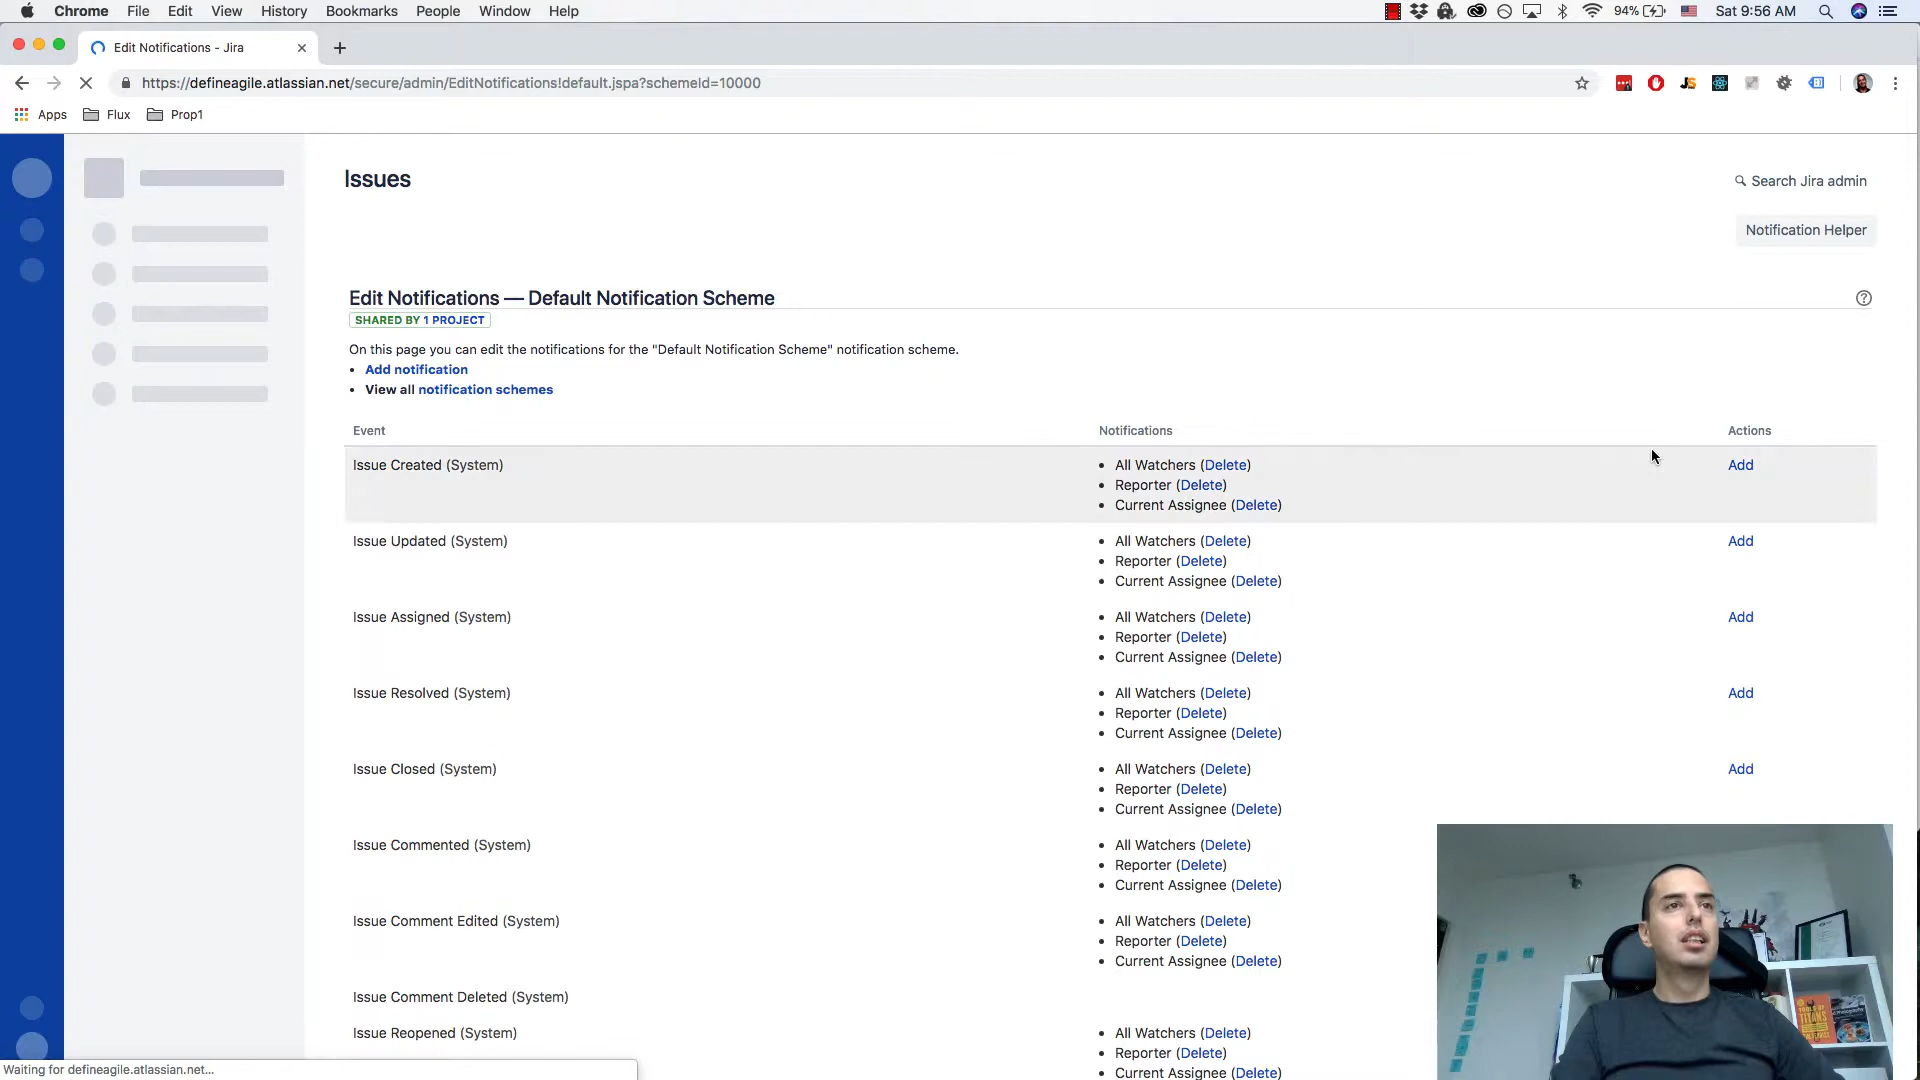 Chrome File Edit View History Bookmarks People Window Help 94% Sat 9:56 AM
Edit Notifications - Jira
https://defineagile.atlassian.net/secure/admin/EditNotifications!default.jspa?schemeId=10000
Apps Flux Prop1
Issues
Search Jira admin
Notification Helper
Edit Notifications — Default Notification Scheme
SHARED BY 1 PROJECT
On this page you can edit the notifications for the "Default Notification Scheme" notification scheme.
• Add notification
• View all notification schemes
Event Notifications Actions
Issue Created (System) • All Watchers (Delete) Add
• Reporter (Delete)
• Current Assignee (Delete)
Issue Updated (System) • All Watchers (Delete) Add
• Reporter (Delete)
• Current Assignee (Delete)
Issue Assigned (System) • All Watchers (Delete) Add
• Reporter (Delete)
• Current Assignee (Delete)
Issue Resolved (System) • All Watchers (Delete) Add
• Reporter (Delete)
• Current Assignee (Delete)
Issue Closed (System) • All Watchers (Delete) Add
• Reporter (Delete)
• Current Assignee (Delete)
Issue Commented (System) • All Watchers (Delete)
• Reporter (Delete)
• Current Assignee (Delete)
Issue Comment Edited (System) • All Watchers (Delete)
• Reporter (Delete)
• Current Assignee (Delete)
Issue Comment Deleted (System)
Issue Reopened (System) • All Watchers (Delete)
• Reporter (Delete)
• Current Assignee (Delete)
Waiting for defineagile.atlassian.net...
TOOLS OF
TITANS